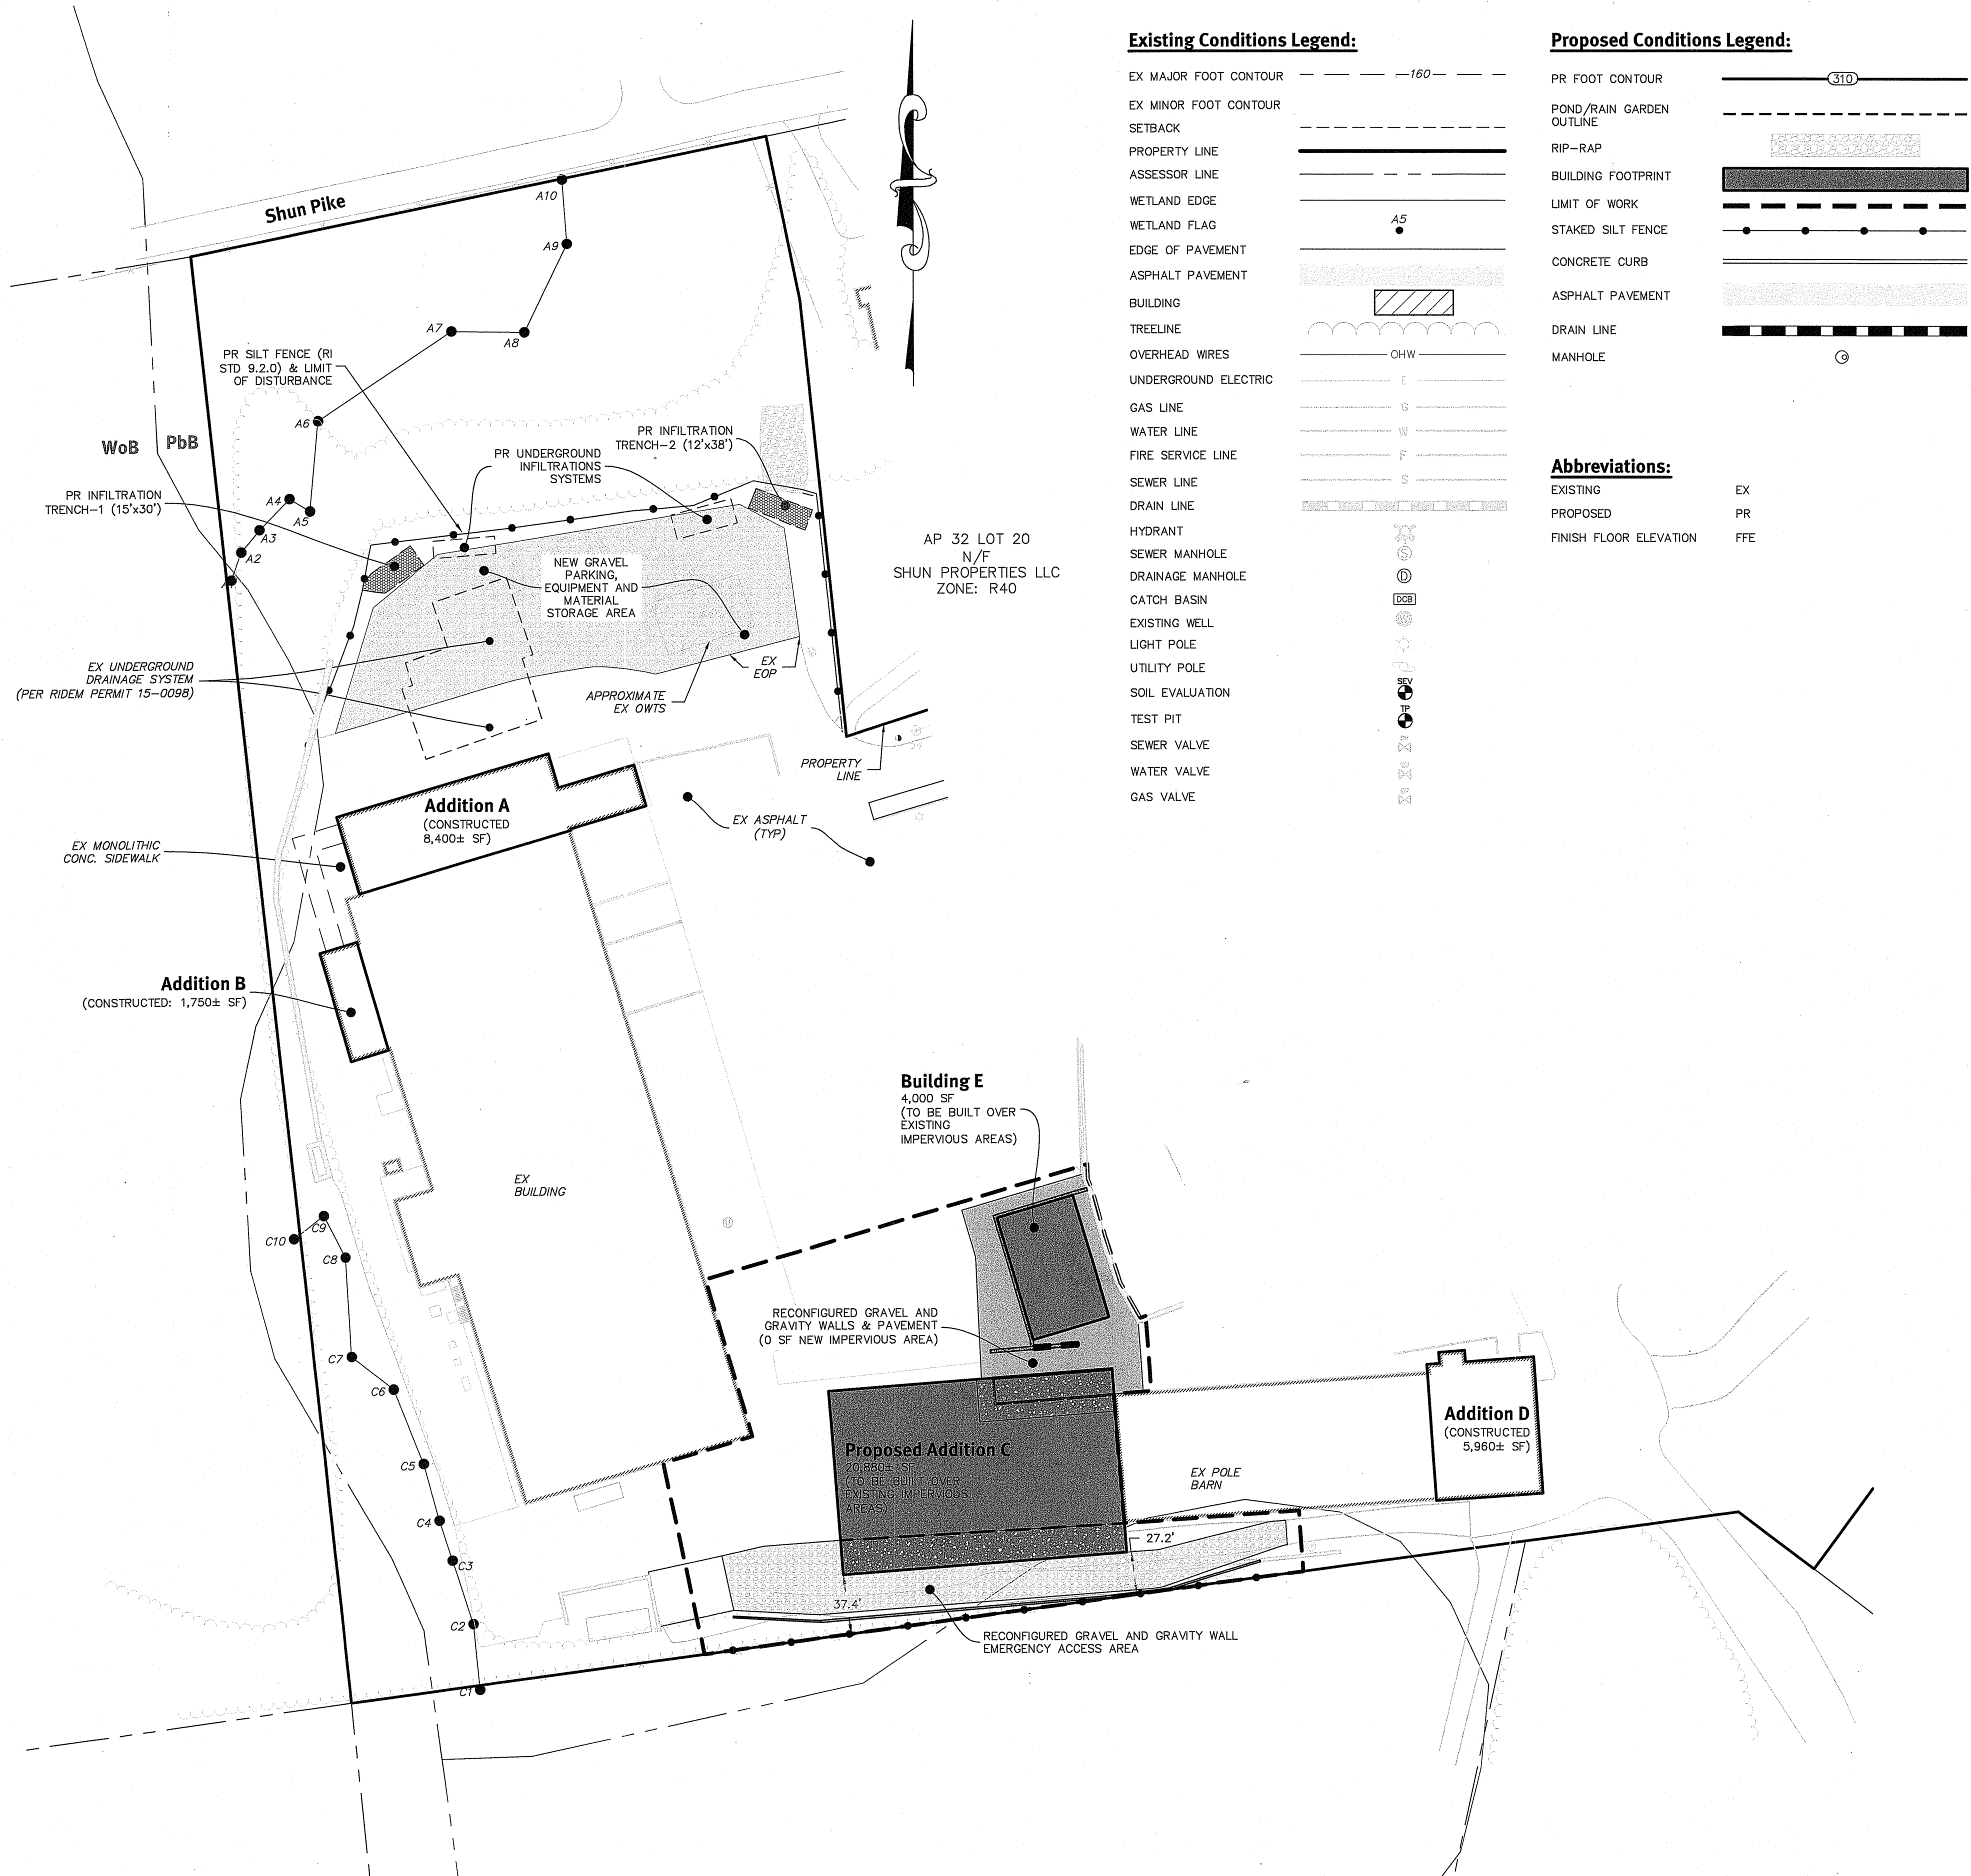 Shun Pike
A10
A9
A7
A8
PR SILT FENCE (RI
STD 9.2.0) & LIMIT
OF DISTURBANCE
A6
WoB
PbB
PR INFILTRATION
TRENCH-2 (12'x38')
PR UNDERGROUND
INFILTRATIONS
SYSTEMS
PR INFILTRATION
TRENCH-1 (15'x30')
A4
A5
A3
A2
NEW GRAVEL
PARKING,
EQUIPMENT AND
MATERIAL
STORAGE AREA
AP 32 LOT 20
N/F
SHUN PROPERTIES LLC
ZONE: R40
EX UNDERGROUND
DRAINAGE SYSTEM
(PER RIDEM PERMIT 15-0098)
EX
EOP
APPROXIMATE
EX OWTS
PROPERTY
LINE
Addition A
(CONSTRUCTED
8,400± SF)
EX ASPHALT
(TYP)
EX MONOLITHIC
CONC. SIDEWALK
Addition B
(CONSTRUCTED: 1,750± SF)
Building E
4,000 SF
(TO BE BUILT OVER
EXISTING
IMPERVIOUS AREAS)
EX
BUILDING
C9
C10
C8
RECONFIGURED GRAVEL AND
GRAVITY WALLS & PAVEMENT
(0 SF NEW IMPERVIOUS AREA)
C7
C6
Addition D
(CONSTRUCTED
5,960± SF)
Proposed Addition C
20,880± SF
(TO BE BUILT OVER
EXISTING IMPERVIOUS
AREAS)
C5
EX POLE
BARN
C4
27.2'
C3
37.4'
C2
RECONFIGURED GRAVEL AND GRAVITY WALL
EMERGENCY ACCESS AREA
C1
Existing Conditions Legend:
EX MAJOR FOOT CONTOUR
160
EX MINOR FOOT CONTOUR
SETBACK
PROPERTY LINE
ASSESSOR LINE
WETLAND EDGE
WETLAND FLAG
A5
EDGE OF PAVEMENT
ASPHALT PAVEMENT
BUILDING
TREELINE
OVERHEAD WIRES
OHW
UNDERGROUND ELECTRIC
E
GAS LINE
G
WATER LINE
W
FIRE SERVICE LINE
F
SEWER LINE
S
DRAIN LINE
HYDRANT
SEWER MANHOLE
S
DRAINAGE MANHOLE
D
CATCH BASIN
DCB
EXISTING WELL
W
LIGHT POLE
UTILITY POLE
SOIL EVALUATION
SEV
TEST PIT
TP
SEWER VALVE
WATER VALVE
GAS VALVE
Proposed Conditions Legend:
PR FOOT CONTOUR
310
POND/RAIN GARDEN
OUTLINE
RIP-RAP
BUILDING FOOTPRINT
LIMIT OF WORK
STAKED SILT FENCE
CONCRETE CURB
ASPHALT PAVEMENT
DRAIN LINE
MANHOLE
Abbreviations:
EXISTING EX
PROPOSED PR
FINISH FLOOR ELEVATION FFE